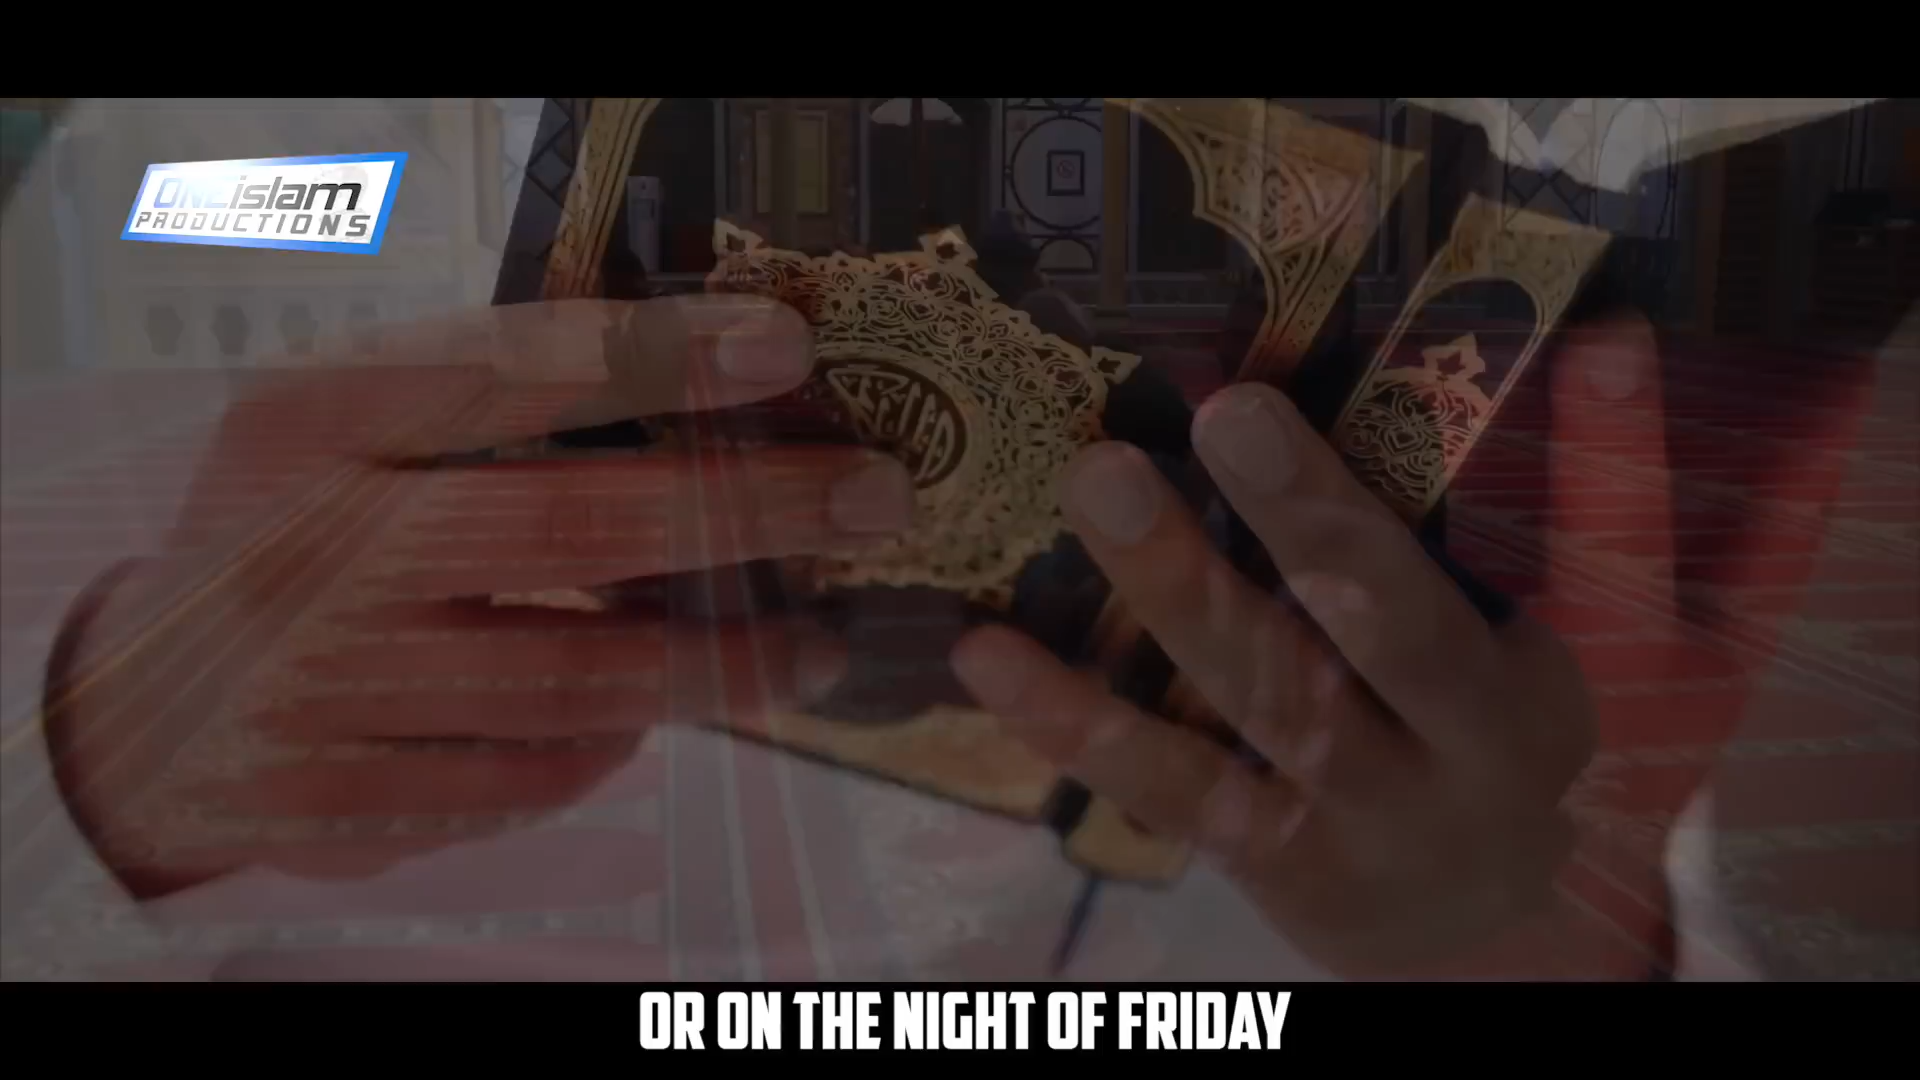 ONEislam
PRODUCTIONS
OR ON THE NIGHT OF FRIDAY